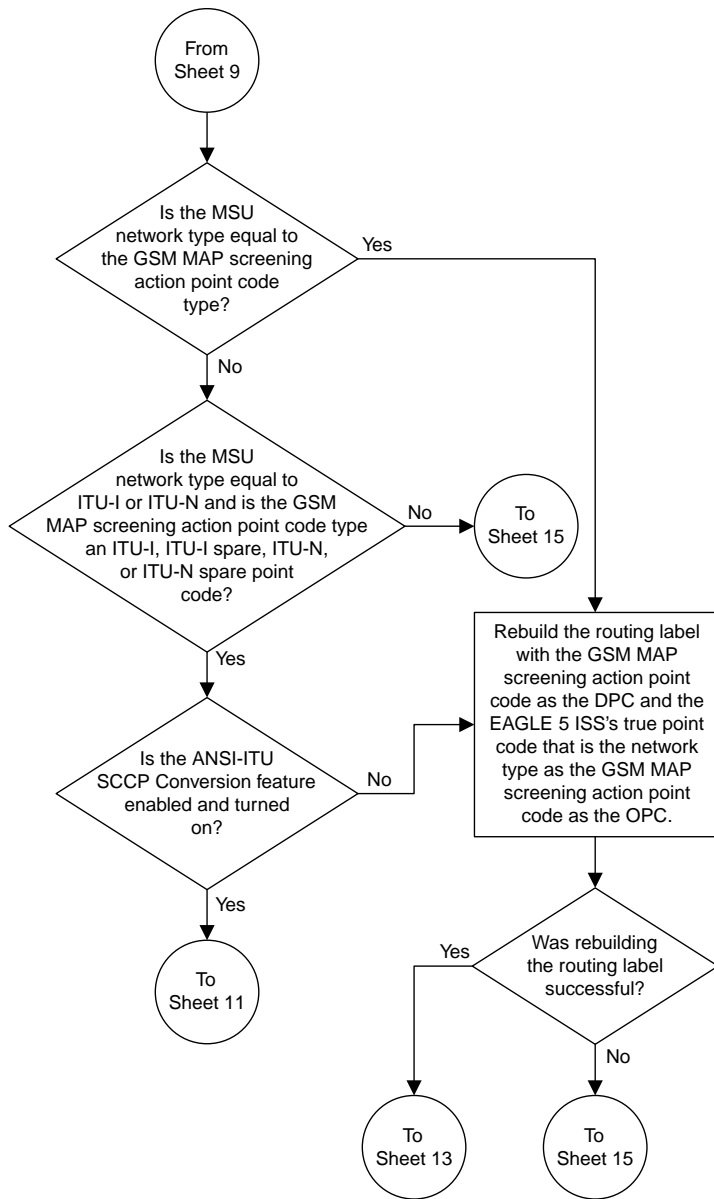 From
Sheet 9
Is the MSU
network type equal to
the GSM MAP screening
action point code
type?
Yes
No
Is the MSU
network type equal to
ITU-I or ITU-N and is the GSM
MAP screening action point code type
an ITU-I, ITU-I spare, ITU-N,
or ITU-N spare point
code?
No
To
Sheet 15
Yes
Rebuild the routing label
with the GSM MAP
screening action point
code as the DPC and the
EAGLE 5 ISS's true point
code that is the network
type as the GSM MAP
screening action point
code as the OPC.
Is the ANSI-ITU
SCCP Conversion feature
enabled and turned
on?
No
Yes
To
Sheet 11
Was rebuilding
the routing label
successful?
Yes
No
To
Sheet 13
To
Sheet 15